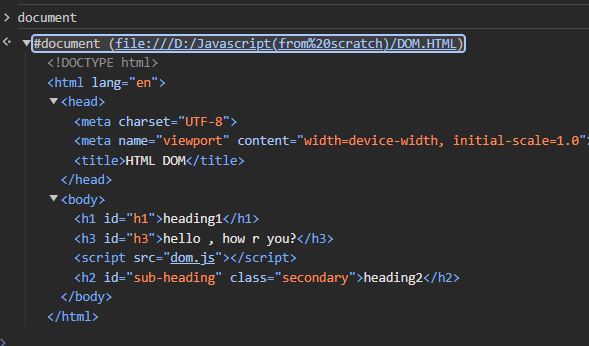 document
#document (file:///D:/Javascript(from%20scratch)/DOM.HTML)
<!DOCTYPE html>
<html lang="en">
<head>
<meta charset="UTF-8">
<meta name="viewport" content="width=device-width, initial-scale=1.0">
<title>HTML DOM</title>
</head>
<body>
<h1 id="h1">heading1</h1>
<h3 id="h3">hello , how r you?</h3>
<script src="dom.js"></script>
<h2 id="sub-heading" class="secondary">heading2</h2>
</body>
</html>